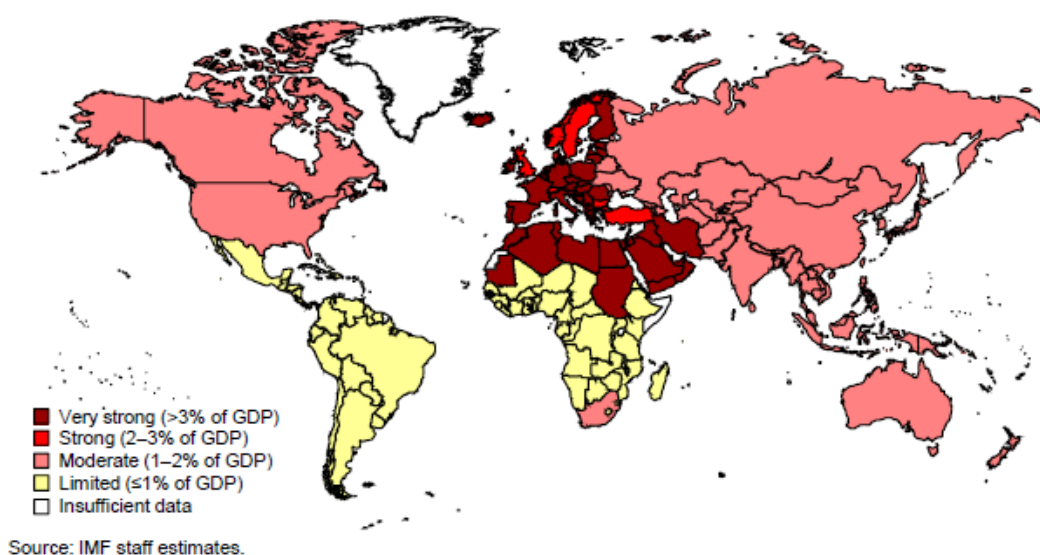 Very strong (>3% of GDP)
Strong (2–3% of GDP)
Moderate (1–2% of GDP)
Limited (≤1% of GDP)
Insufficient data
Source: IMF staff estimates.